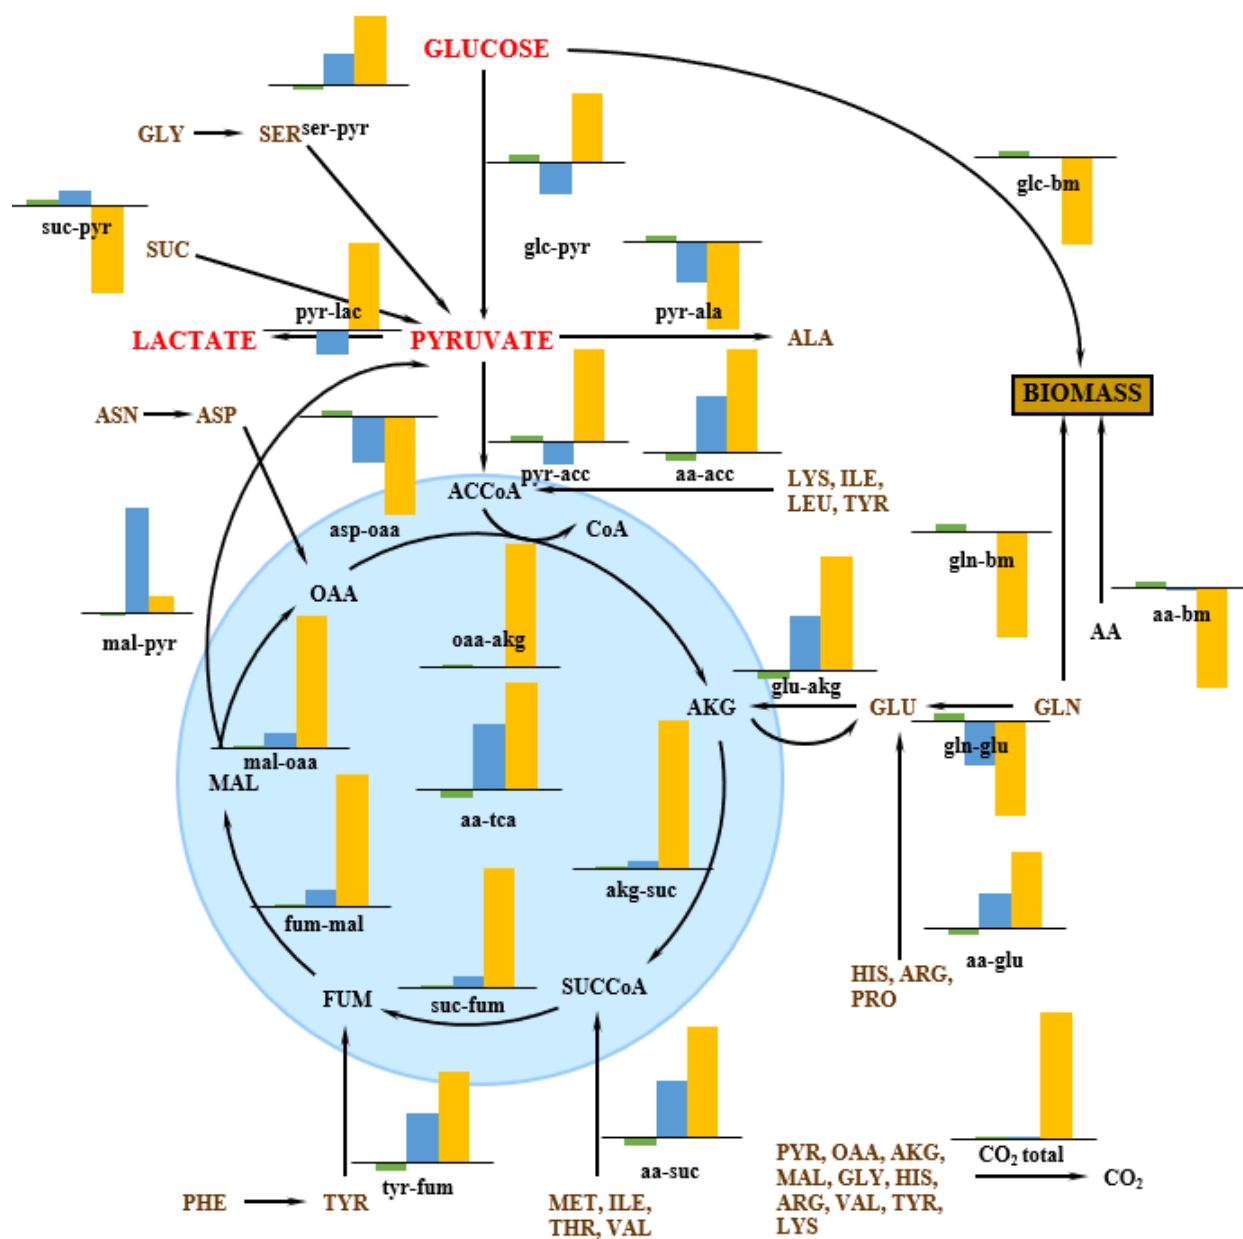 GLUCOSE
GLY
SER
ser-pyr
glc-bm
suc-pyr
SUC
glc-pyr
pyr-lac
pyr-ala
LACTATE
PYRUVATE
ALA
BIOMASS
ASN
ASP
pyr-acc
aa-acc
LYS, ILE,
LEU, TYR
ACCoA
asp-oaa
CoA
gln-bm
OAA
mal-pyr
oaa-akg
aa-bm
AA
glu-akg
AKG
GLU
GLN
gln-glu
mal-oaa
MAL
aa-tca
akg-suc
fum-mal
aa-glu
HIS, ARG,
PRO
SUCCoA
FUM
suc-fum
CO₂ total
PYR, OAA, AKG,
MAL, GLY, HIS,
ARG, VAL, TYR,
LYS
CO₂
aa-suc
tyr-fum
PHE
TYR
MET, ILE,
THR, VAL